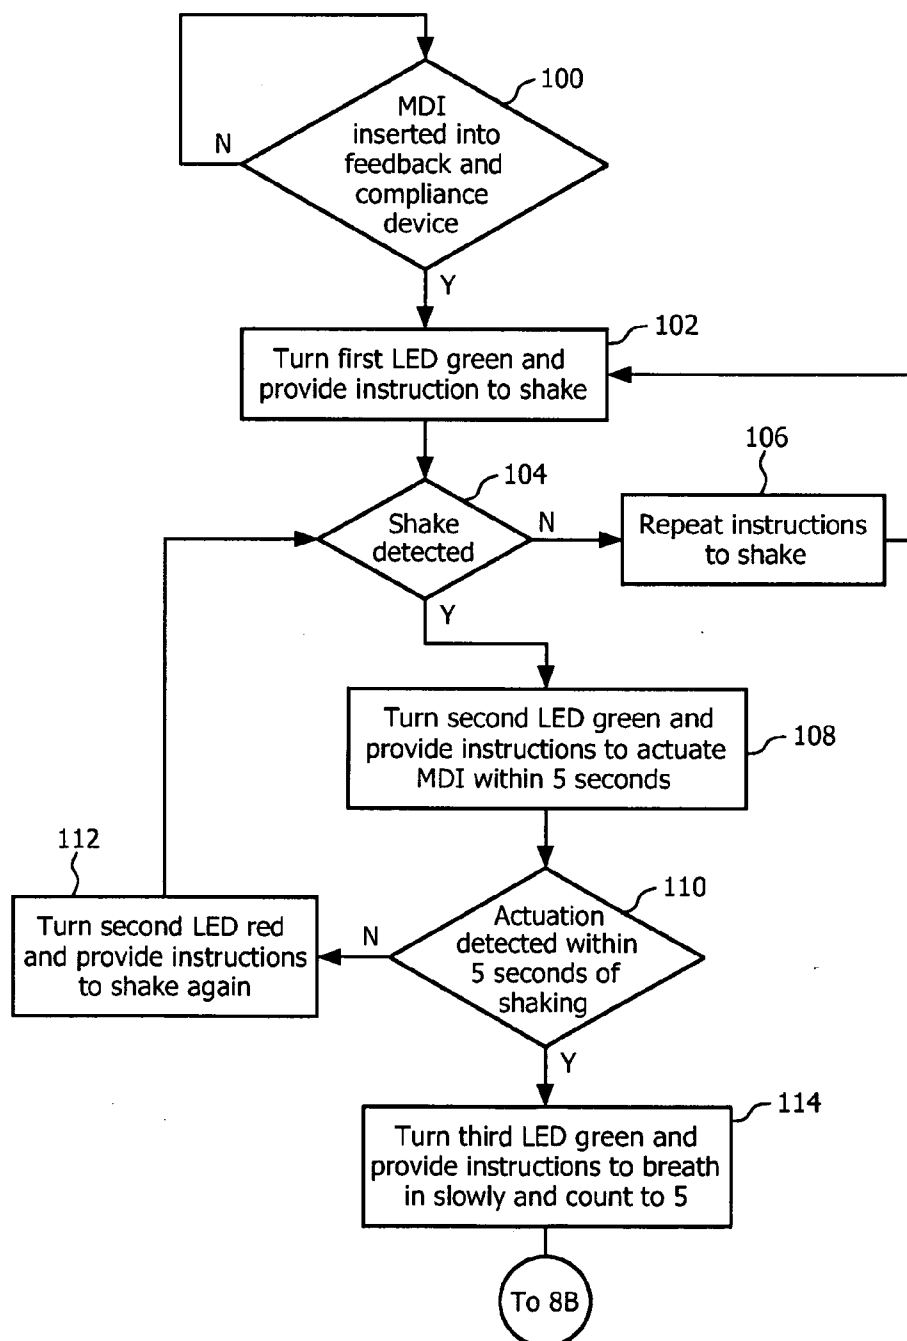 100
MDI
inserted into
feedback and
compliance
device
N
Y
102
Turn first LED green and
provide instruction to shake
104
Shake
detected
N
106
Repeat instructions
to shake
Y
Turn second LED green and
provide instructions to actuate
MDI within 5 seconds
108
112
Turn second LED red
and provide instructions
to shake again
N
110
Actuation
detected within
5 seconds of
shaking
Y
114
Turn third LED green and
provide instructions to breath
in slowly and count to 5
To 8B